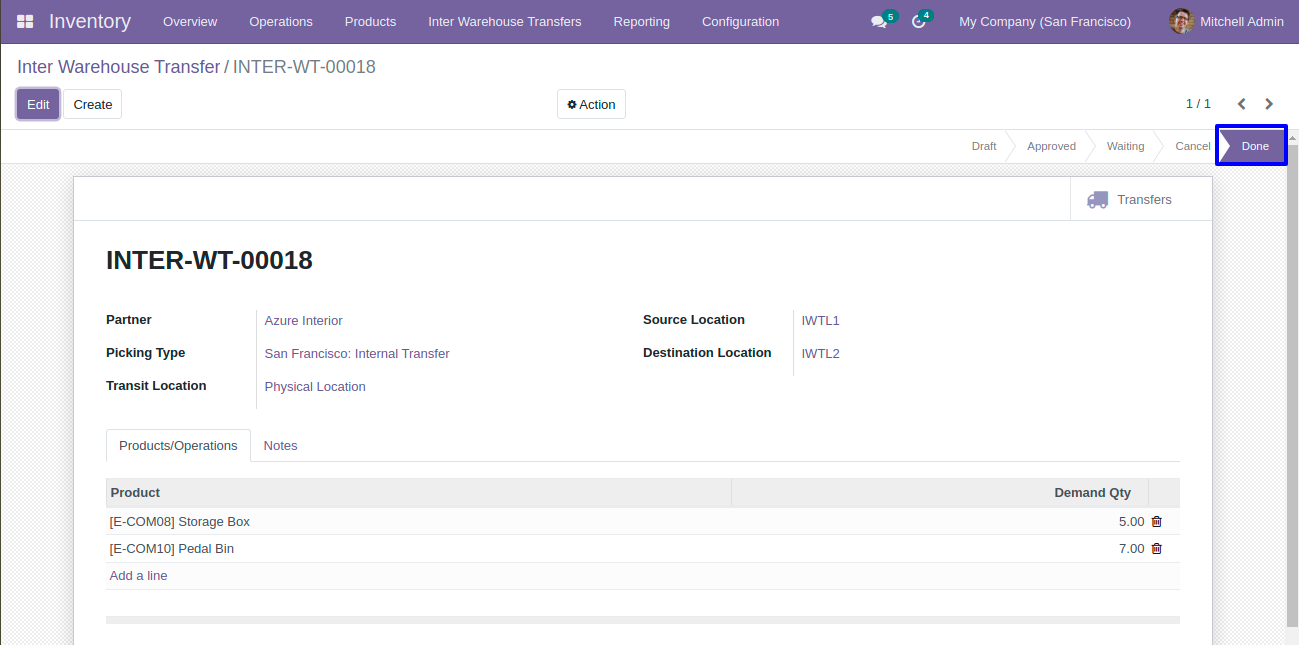 Inventory Overview Operations Products Inter Warehouse Transfers Reporting Configuration 5 4 My Company (San Francisco) Mitchell Admin
Inter Warehouse Transfer / INTER-WT-00018
Edit Create Action 1 / 1
Draft Approved Waiting Cancel Done
Transfers
INTER-WT-00018
Partner Azure Interior Source Location IWTL1
Picking Type San Francisco: Internal Transfer Destination Location IWTL2
Transit Location Physical Location
Products/Operations Notes
Product Demand Qty
[E-COM08] Storage Box 5.00
[E-COM10] Pedal Bin 7.00
Add a line